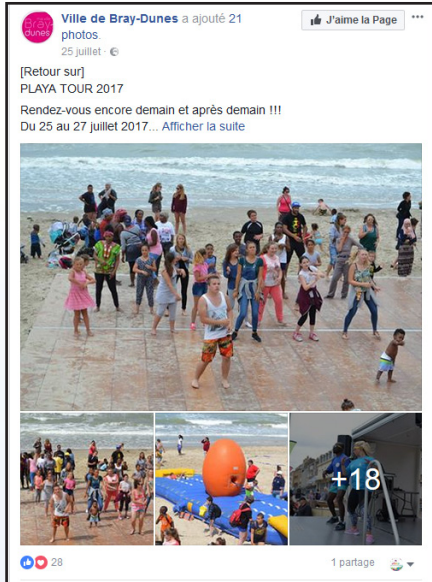 Bray-
dunes
Ville de Bray-Dunes a ajouté 21
photos.
25 juillet ·
J'aime la Page
[Retour sur]
PLAYA TOUR 2017
Rendez-vous encore demain et après demain !!!
Du 25 au 27 juillet 2017... Afficher la suite
+18
28
1 partage